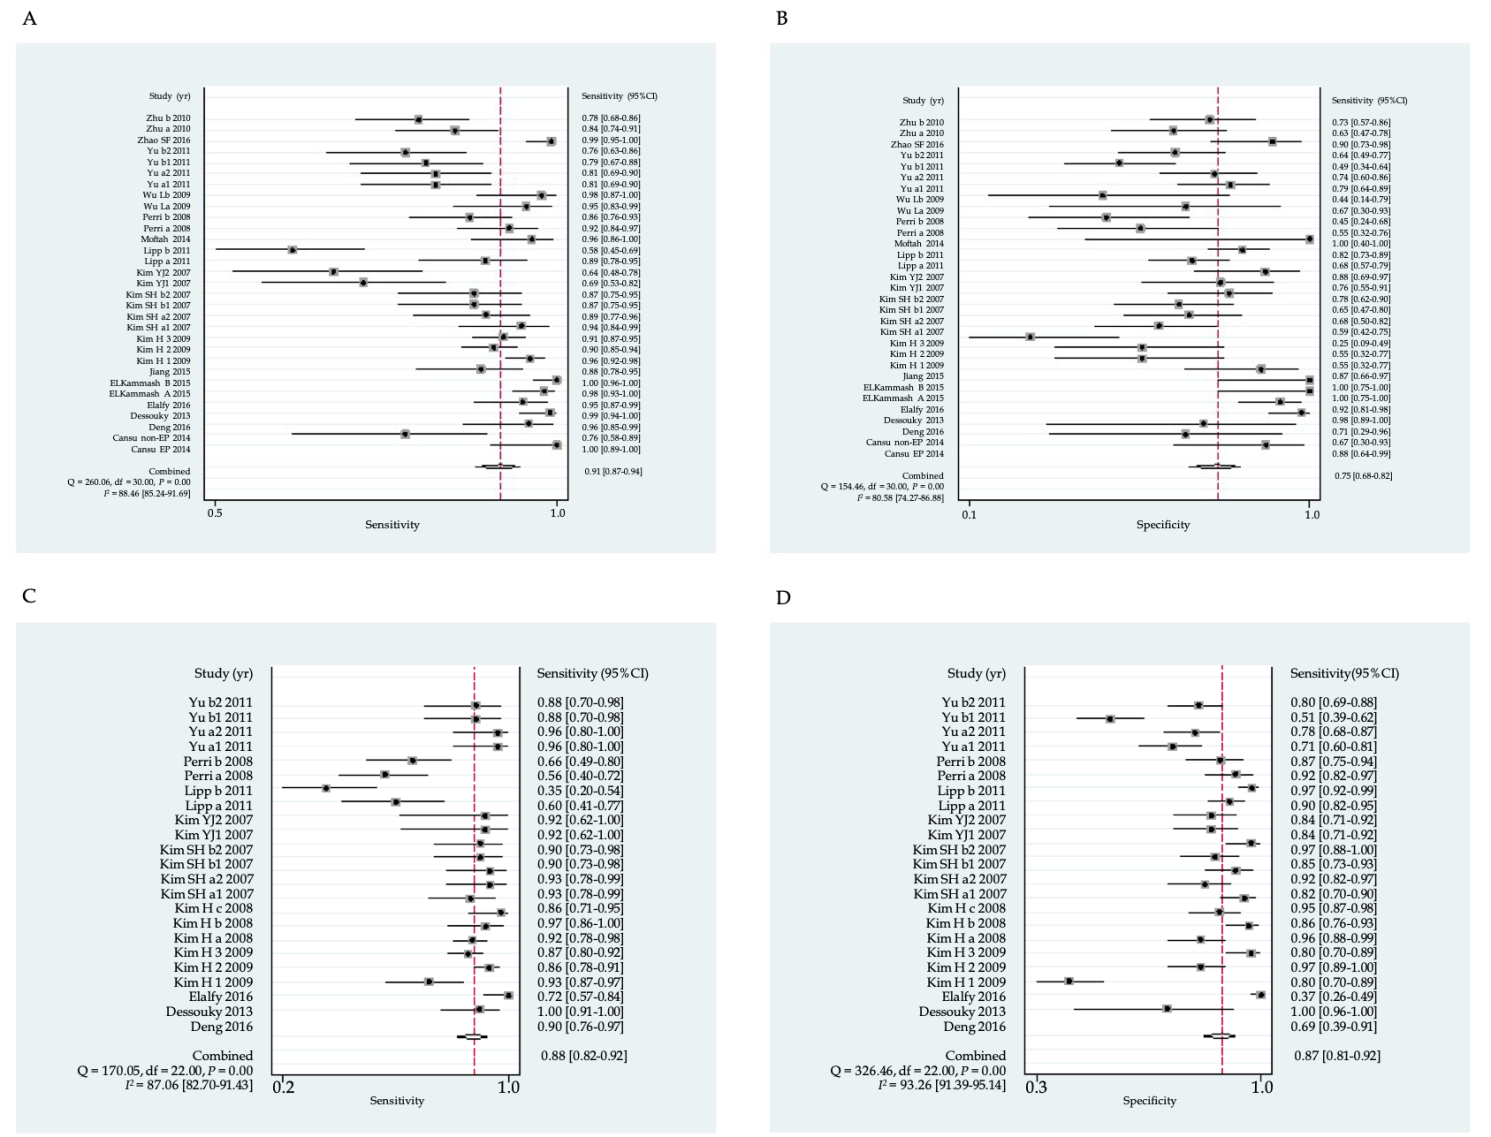 A
Study (yr) Sensitivity (95%CI)
Zhu b 2010 0.78 [0.68-0.86]
Zhu a 2010 0.84 [0.74-0.91]
Zhao SF 2016 0.99 [0.95-1.00]
Yu b2 2011 0.76 [0.63-0.86]
Yu b1 2011 0.79 [0.67-0.88]
Yu a2 2011 0.81 [0.69-0.90]
Yu a1 2011 0.81 [0.69-0.90]
Wu Lb 2009 0.98 [0.87-1.00]
Wu La 2009 0.95 [0.83-0.99]
Perri b 2008 0.86 [0.76-0.93]
Perri a 2008 0.92 [0.84-0.97]
Moftah 2014 0.96 [0.86-1.00]
Lipp b 2011 0.58 [0.45-0.69]
Lipp a 2011 0.89 [0.78-0.95]
Kim YJ2 2007 0.64 [0.48-0.78]
Kim YJ1 2007 0.69 [0.53-0.82]
Kim SH b2 2007 0.87 [0.75-0.95]
Kim SH b1 2007 0.87 [0.75-0.95]
Kim SH a2 2007 0.89 [0.77-0.96]
Kim SH a1 2007 0.94 [0.84-0.99]
Kim H 3 2009 0.91 [0.87-0.95]
Kim H 2 2009 0.90 [0.85-0.94]
Kim H 1 2009 0.96 [0.92-0.98]
Jiang 2015 0.88 [0.78-0.95]
ELKammash B 2015 1.00 [0.96-1.00]
ELKammash A 2015 0.98 [0.93-1.00]
Elalfy 2016 0.95 [0.87-0.99]
Dessouky 2013 0.99 [0.94-1.00]
Deng 2016 0.96 [0.85-0.99]
Cansu non-EP 2014 0.76 [0.58-0.89]
Cansu EP 2014 1.00 [0.89-1.00]
Combined 0.91 [0.87-0.94]
Q = 260.06, df = 30.00, P = 0.00
I² = 88.46 [85.24-91.69]
0.5 1.0
Sensitivity
B
Study (yr) Sensitivity (95%CI)
Zhu b 2010 0.73 [0.57-0.86]
Zhu a 2010 0.63 [0.47-0.78]
Zhao SF 2016 0.90 [0.73-0.98]
Yu b2 2011 0.64 [0.49-0.77]
Yu b1 2011 0.49 [0.34-0.64]
Yu a2 2011 0.74 [0.60-0.86]
Yu a1 2011 0.79 [0.64-0.89]
Wu Lb 2009 0.44 [0.14-0.79]
Wu La 2009 0.67 [0.30-0.93]
Perri b 2008 0.45 [0.24-0.68]
Perri a 2008 0.55 [0.32-0.76]
Moftah 2014 1.00 [0.40-1.00]
Lipp b 2011 0.82 [0.73-0.89]
Lipp a 2011 0.68 [0.57-0.79]
Kim YJ2 2007 0.88 [0.69-0.97]
Kim YJ1 2007 0.76 [0.55-0.91]
Kim SH b2 2007 0.78 [0.62-0.90]
Kim SH b1 2007 0.65 [0.47-0.80]
Kim SH a2 2007 0.68 [0.50-0.82]
Kim SH a1 2007 0.59 [0.42-0.75]
Kim H 3 2009 0.25 [0.09-0.49]
Kim H 2 2009 0.55 [0.32-0.77]
Kim H 1 2009 0.55 [0.32-0.77]
Jiang 2015 0.87 [0.66-0.97]
ELKammash B 2015 1.00 [0.75-1.00]
ELKammash A 2015 1.00 [0.75-1.00]
Elalfy 2016 0.92 [0.81-0.98]
Dessouky 2013 0.98 [0.89-1.00]
Deng 2016 0.71 [0.29-0.96]
Cansu non-EP 2014 0.67 [0.30-0.93]
Cansu EP 2014 0.88 [0.64-0.99]
Combined 0.75 [0.68-0.82]
Q = 154.46, df = 30.00, P = 0.00
I² = 80.58 [74.27-86.88]
0.1 1.0
Specificity
C
Study (yr) Sensitivity (95%CI)
Yu b2 2011 0.88 [0.70-0.98]
Yu b1 2011 0.88 [0.70-0.98]
Yu a2 2011 0.96 [0.80-1.00]
Yu a1 2011 0.96 [0.80-1.00]
Perri b 2008 0.66 [0.49-0.80]
Perri a 2008 0.56 [0.40-0.72]
Lipp b 2011 0.35 [0.20-0.54]
Lipp a 2011 0.60 [0.41-0.77]
Kim YJ2 2007 0.92 [0.62-1.00]
Kim YJ1 2007 0.92 [0.62-1.00]
Kim SH b2 2007 0.90 [0.73-0.98]
Kim SH b1 2007 0.90 [0.73-0.98]
Kim SH a2 2007 0.93 [0.78-0.99]
Kim SH a1 2007 0.93 [0.78-0.99]
Kim H c 2008 0.86 [0.71-0.95]
Kim H b 2008 0.97 [0.86-1.00]
Kim H a 2008 0.92 [0.78-0.98]
Kim H 3 2009 0.87 [0.80-0.92]
Kim H 2 2009 0.86 [0.78-0.91]
Kim H 1 2009 0.93 [0.87-0.97]
Elalfy 2016 0.72 [0.57-0.84]
Dessouky 2013 1.00 [0.91-1.00]
Deng 2016 0.90 [0.76-0.97]
Combined 0.88 [0.82-0.92]
Q = 170.05, df = 22.00, P = 0.00
I² = 87.06 [82.70-91.43]
0.2 1.0
Sensitivity
D
Study (yr) Sensitivity(95%CI)
Yu b2 2011 0.80 [0.69-0.88]
Yu b1 2011 0.51 [0.39-0.62]
Yu a2 2011 0.78 [0.68-0.87]
Yu a1 2011 0.71 [0.60-0.81]
Perri b 2008 0.87 [0.75-0.94]
Perri a 2008 0.92 [0.82-0.97]
Lipp b 2011 0.97 [0.92-0.99]
Lipp a 2011 0.90 [0.82-0.95]
Kim YJ2 2007 0.84 [0.71-0.92]
Kim YJ1 2007 0.84 [0.71-0.92]
Kim SH b2 2007 0.97 [0.88-1.00]
Kim SH b1 2007 0.85 [0.73-0.93]
Kim SH a2 2007 0.92 [0.82-0.97]
Kim SH a1 2007 0.82 [0.70-0.90]
Kim H c 2008 0.95 [0.87-0.98]
Kim H b 2008 0.86 [0.76-0.93]
Kim H a 2008 0.96 [0.88-0.99]
Kim H 3 2009 0.80 [0.70-0.89]
Kim H 2 2009 0.97 [0.89-1.00]
Kim H 1 2009 0.80 [0.70-0.89]
Elalfy 2016 0.37 [0.26-0.49]
Dessouky 2013 1.00 [0.96-1.00]
Deng 2016 0.69 [0.39-0.91]
Combined 0.87 [0.81-0.92]
Q = 326.46, df = 22.00, P = 0.00
I² = 93.26 [91.39-95.14]
0.3 1.0
Specificity